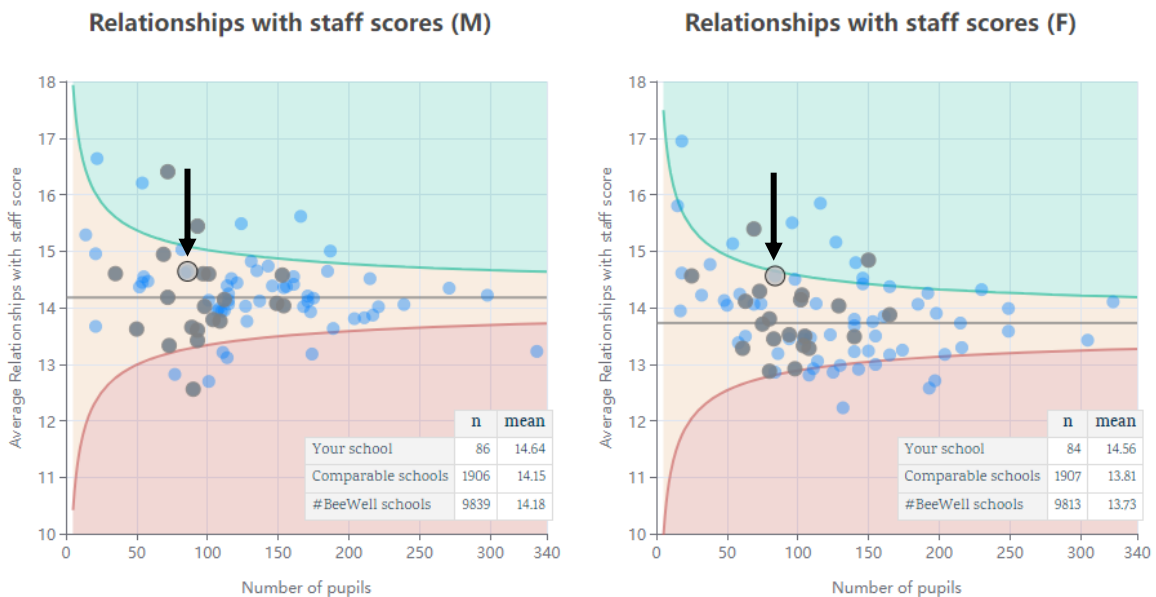 Relationships with staff scores (M)
18
17
16
15
14
13
12
11
10
Average Relationships with staff score
0 50 100 150 200 250 300 340
Number of pupils
n mean
Your school 86 14.64
Comparable schools 1906 14.15
#BeeWell schools 9839 14.18
Relationships with staff scores (F)
18
17
16
15
14
13
12
11
10
Average Relationships with staff score
0 50 100 150 200 250 300 340
Number of pupils
n mean
Your school 84 14.56
Comparable schools 1907 13.81
#BeeWell schools 9813 13.73